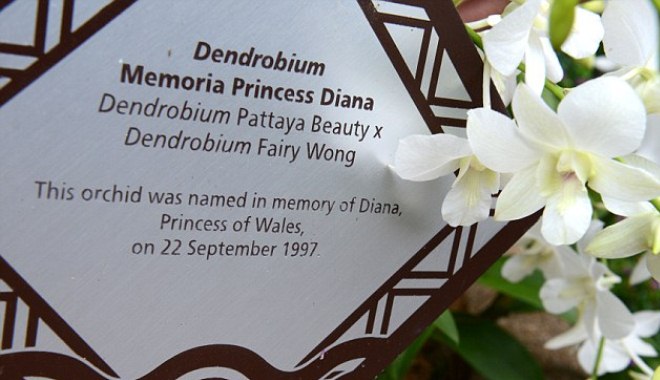 Dendrobium
Memoria Princess Diana
Dendrobium Pattaya Beauty x
Dendrobium Fairy Wong
This orchid was named in memory of Diana,
Princess of Wales,
on 22 September 1997.